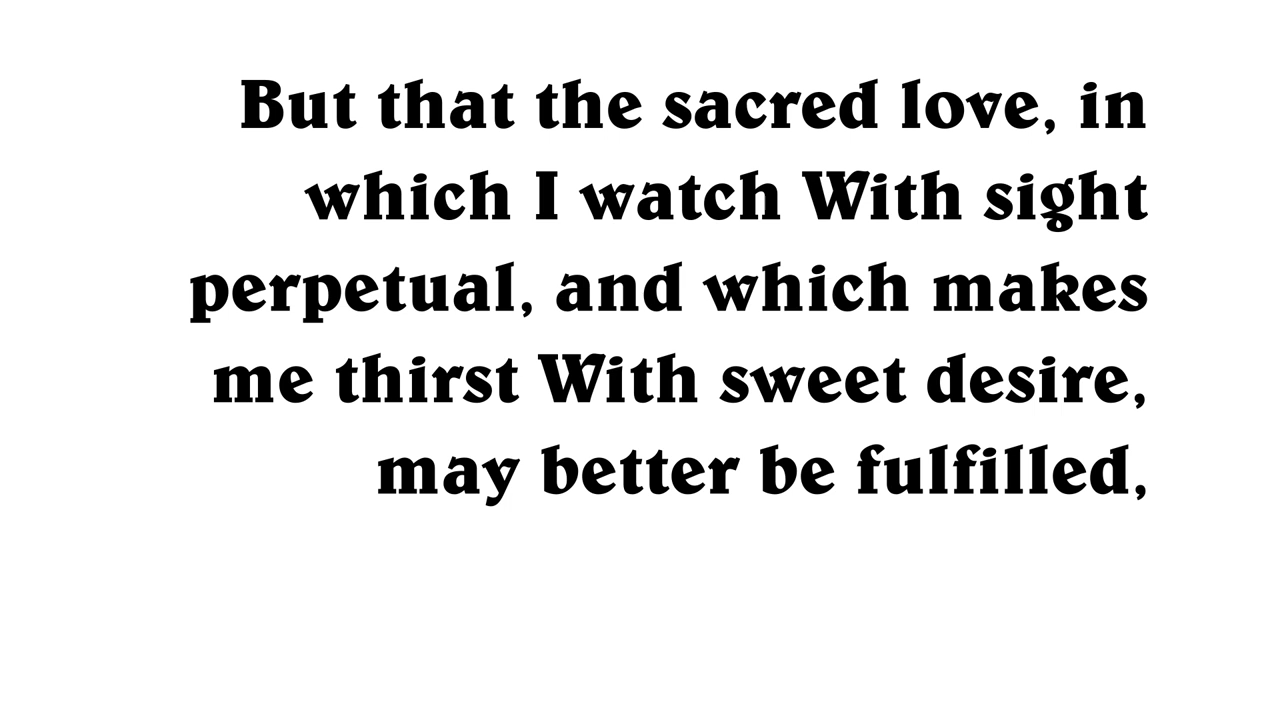 But that the sacred love, in
which I watch With sight
perpetual, and which makes
me thirst With sweet desire,
may better be fulfilled,